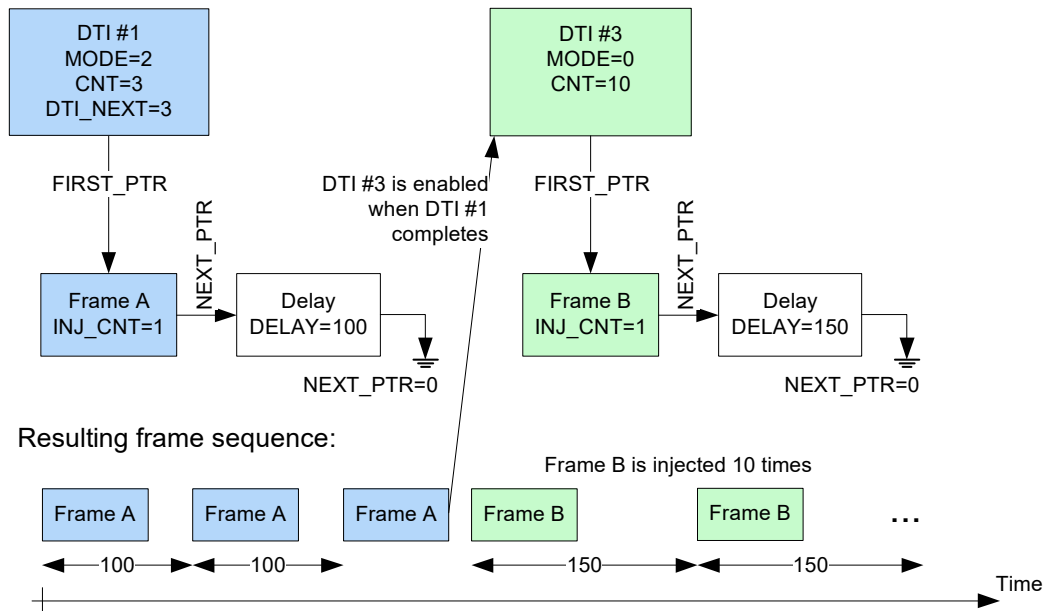 DTI #1
MODE=2
CNT=3
DTI_NEXT=3
DTI #3
MODE=0
CNT=10
FIRST_PTR
NEXT_PTR
DTI #3 is enabled
when DTI #1
completes
FIRST_PTR
NEXT_PTR
Frame A
INJ_CNT=1
Delay
DELAY=100
NEXT_PTR=0
Frame B
INJ_CNT=1
Delay
DELAY=150
NEXT_PTR=0
Resulting frame sequence:
Frame B is injected 10 times
Frame A
Frame A
Frame A
Frame B
Frame B
...
100
100
150
150
Time